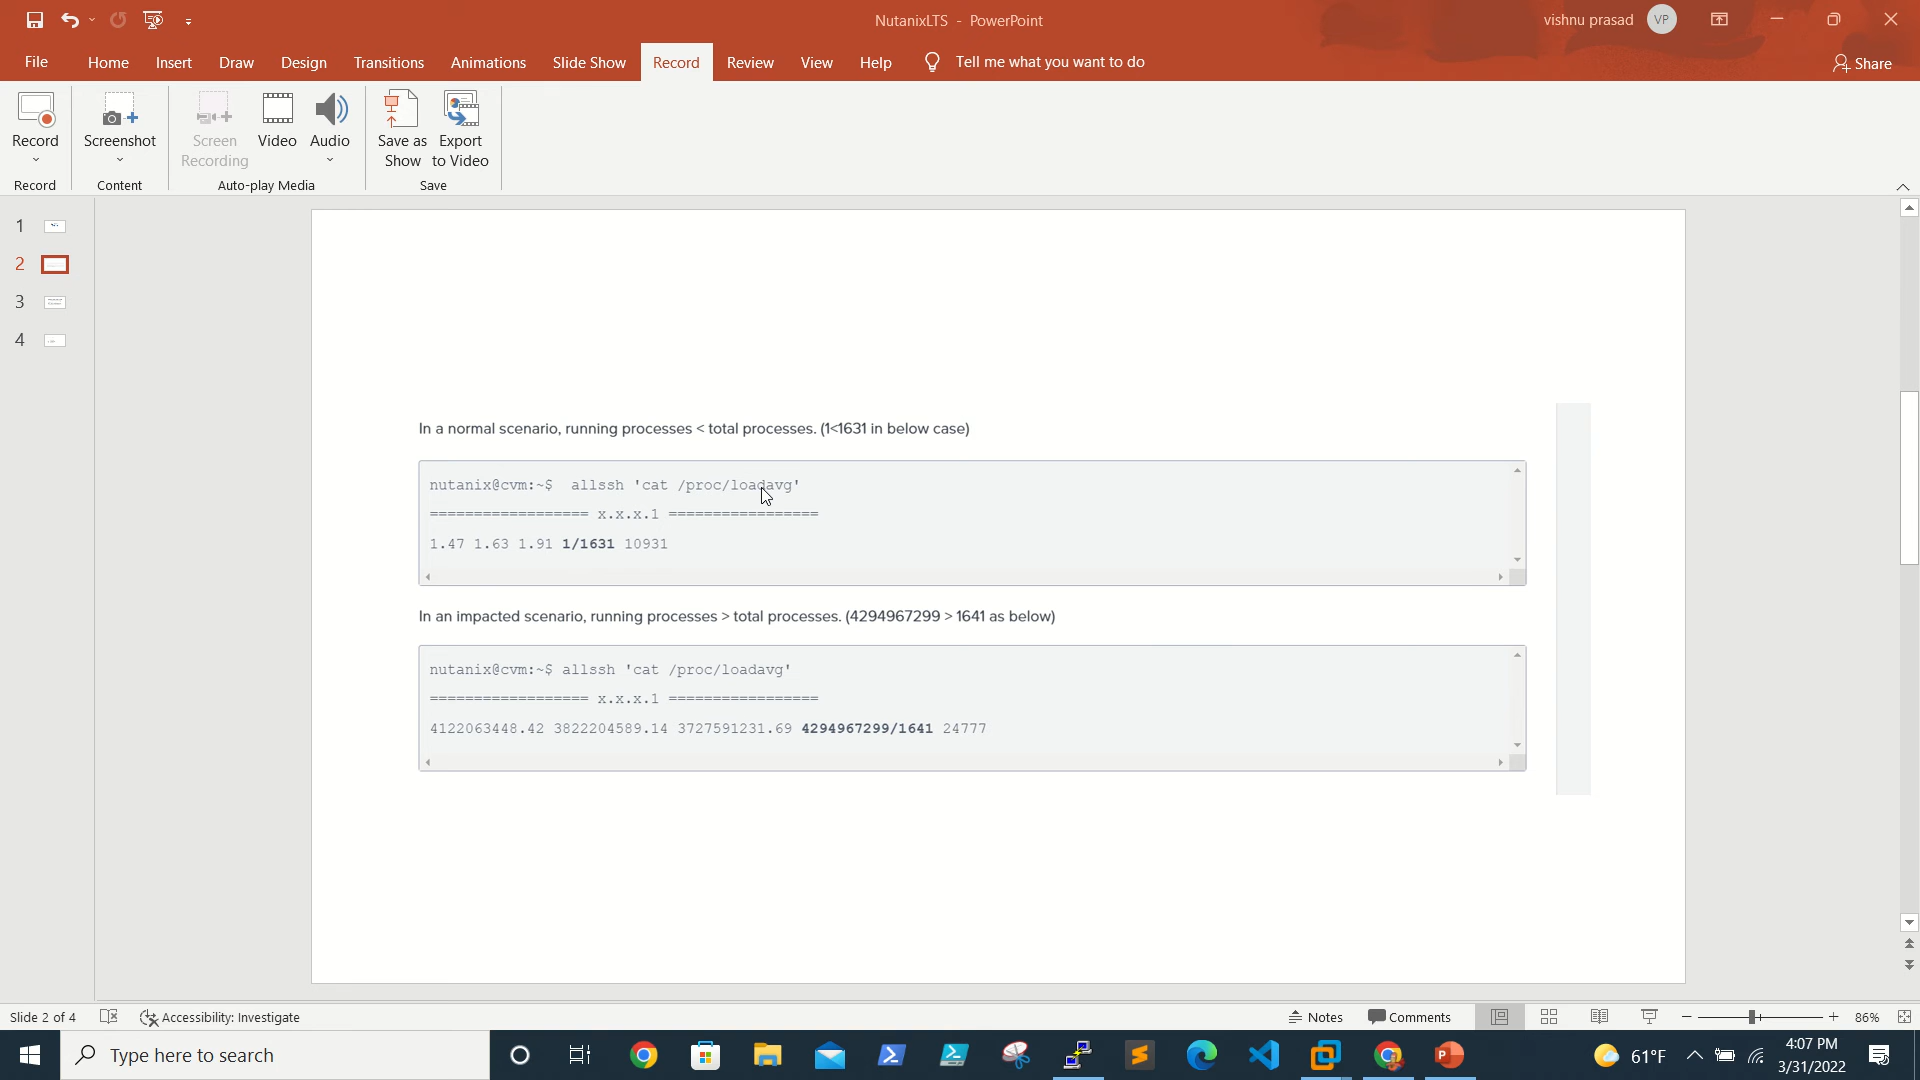 NutanixLTS - PowerPoint
vishnu prasad VP
File Home Insert Draw Design Transitions Animations Slide Show Record Review View Help Tell me what you want to do Share
Record Screenshot Screen Recording Video Audio Save as Show Export to Video
Record Content Auto-play Media Save
1
2
3
4
In a normal scenario, running processes < total processes. (1<1631 in below case)
nutanix@cvm:~$  allssh 'cat /proc/loadavg'
================== x.x.x.1 =================
1.47 1.63 1.91 1/1631 10931
In an impacted scenario, running processes > total processes. (4294967299 > 1641 as below)
nutanix@cvm:~$ allssh 'cat /proc/loadavg'
================== x.x.x.1 =================
4122063448.42 3822204589.14 3727591231.69 4294967299/1641 24777
Slide 2 of 4 Accessibility: Investigate Notes Comments 86%
Type here to search 61°F 4:07 PM
3/31/2022